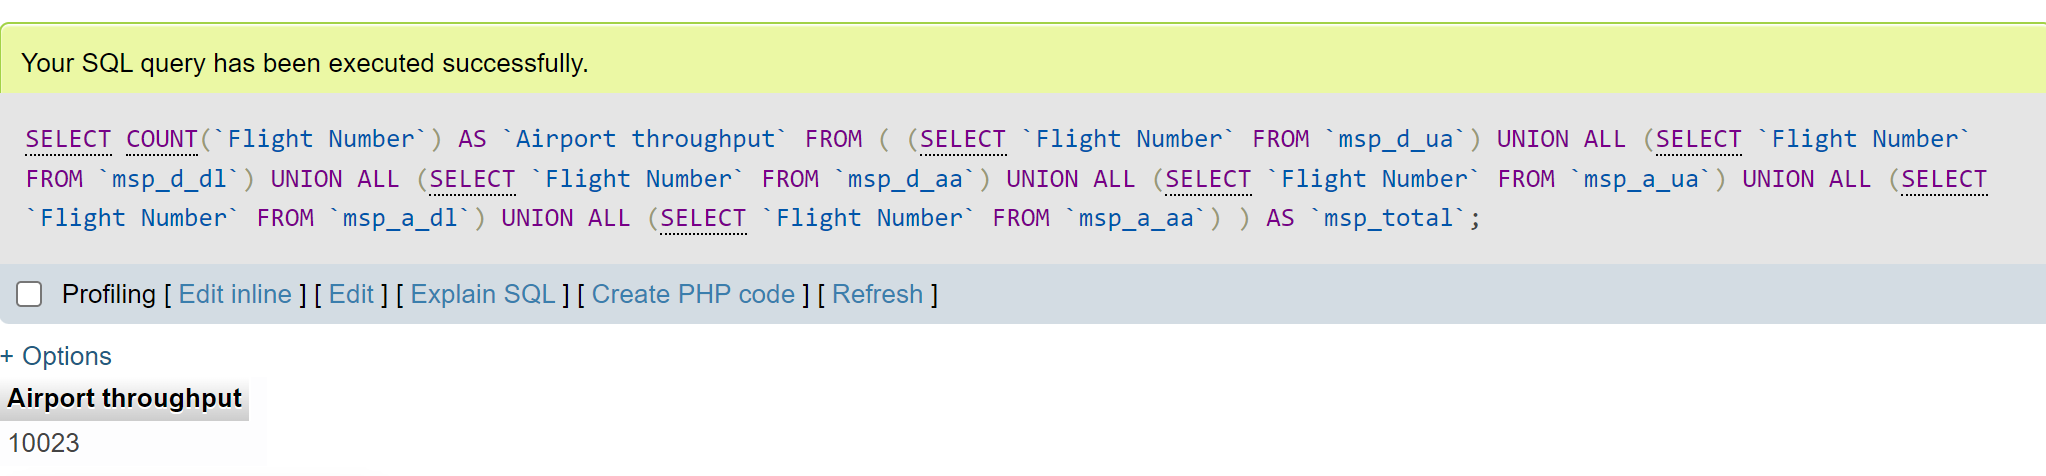 Your SQL query has been executed successfully.
SELECT COUNT(`Flight Number`) AS `Airport throughput` FROM ( (SELECT `Flight Number` FROM `msp_d_ua`) UNION ALL (SELECT `Flight Number`
FROM `msp_d_dl`) UNION ALL (SELECT `Flight Number` FROM `msp_d_aa`) UNION ALL (SELECT `Flight Number` FROM `msp_a_ua`) UNION ALL (SELECT
`Flight Number` FROM `msp_a_dl`) UNION ALL (SELECT `Flight Number` FROM `msp_a_aa`) ) AS `msp_total`;
Profiling [ Edit inline ] [ Edit ] [ Explain SQL ] [ Create PHP code ] [ Refresh ]
+ Options
Airport throughput
10023